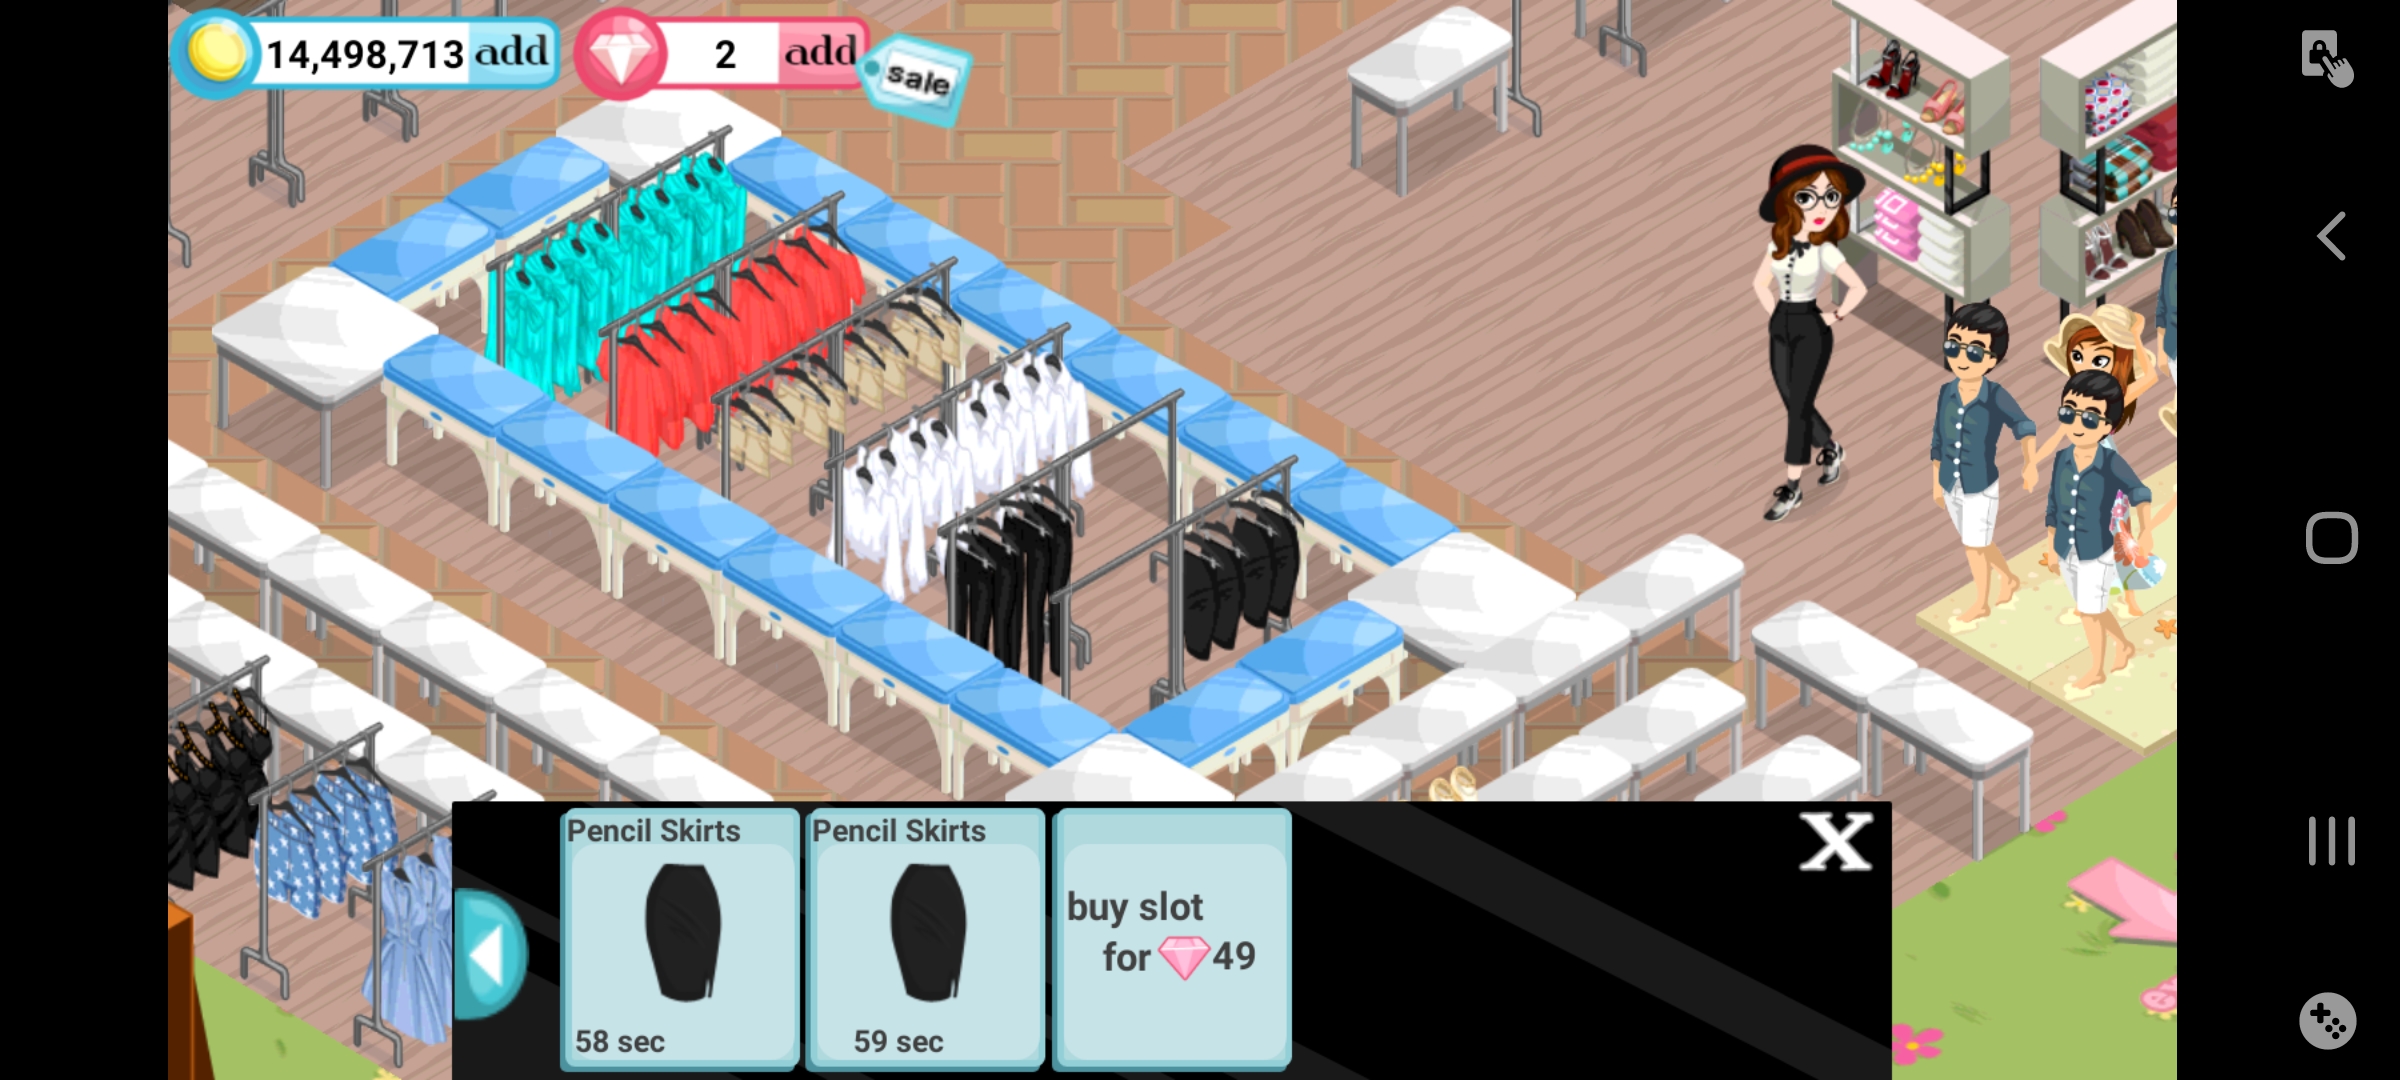 14,498,713 add
2 add
sale
Pencil Skirts
58 sec
Pencil Skirts
59 sec
buy slot
for 49
X